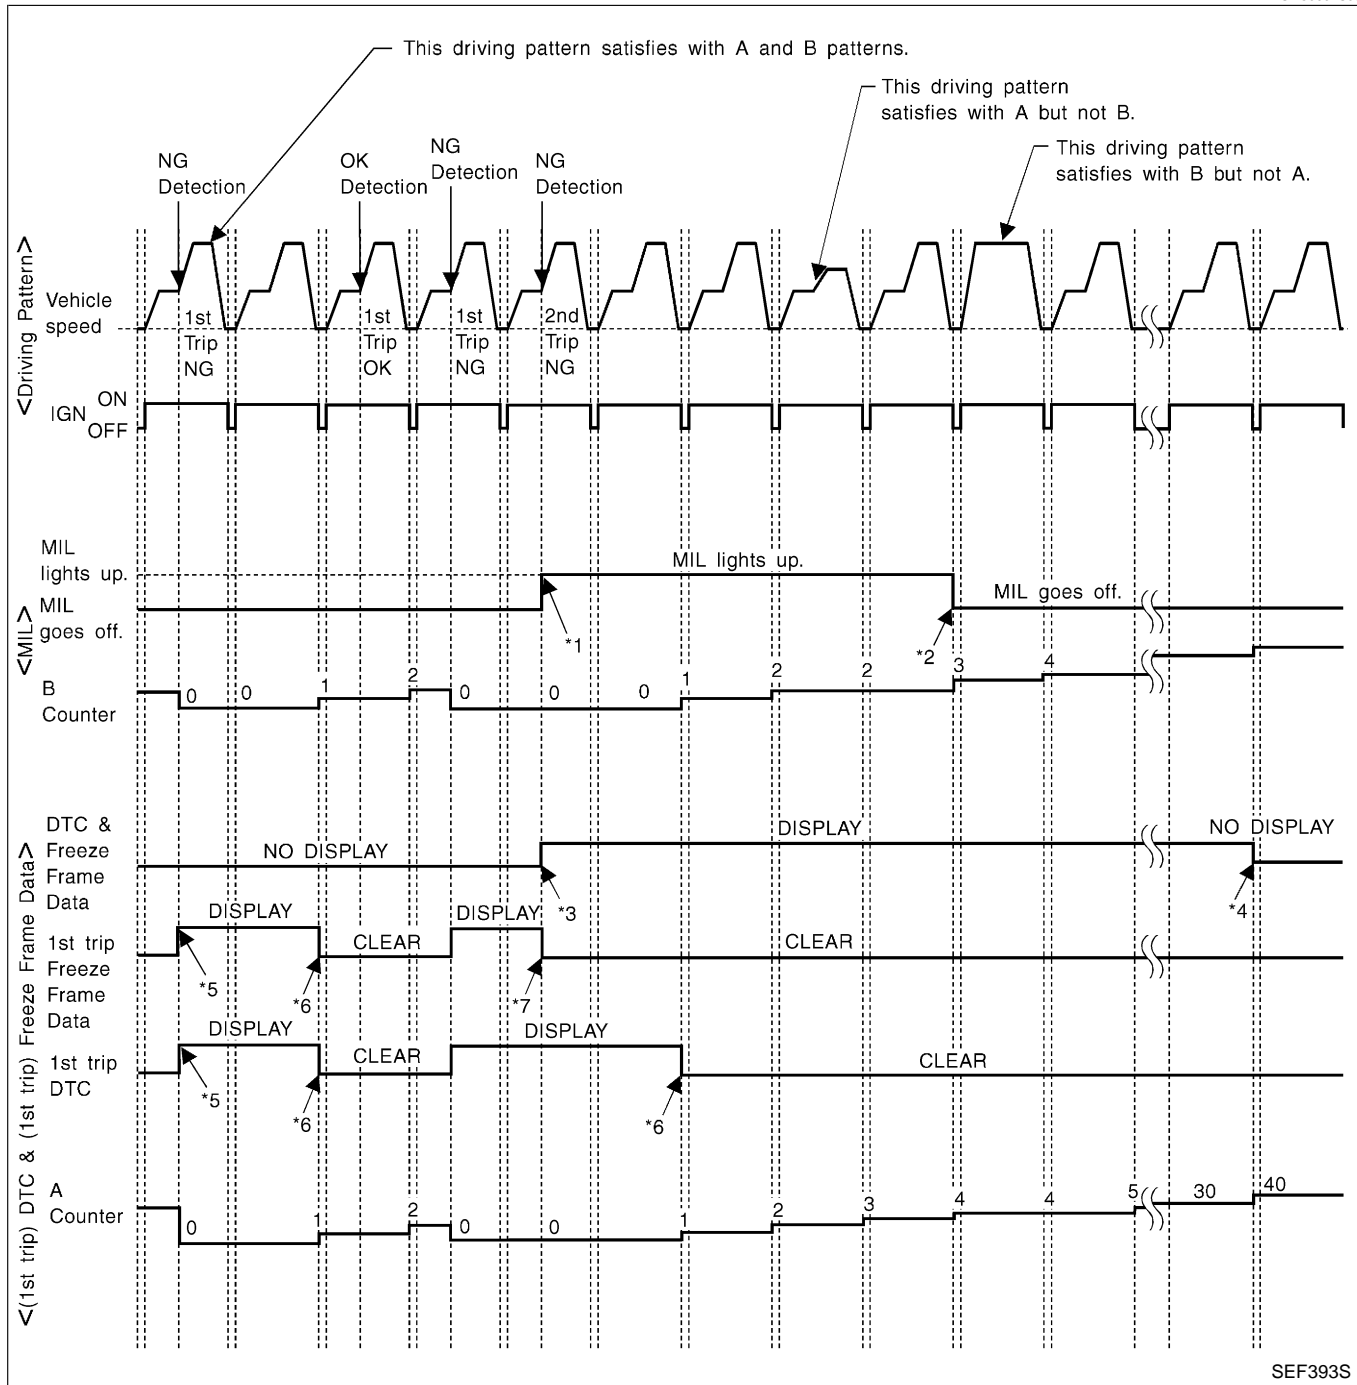 This driving pattern satisfies with A and B patterns.
This driving pattern
satisfies with A but not B.
This driving pattern
satisfies with B but not A.
NG
Detection
OK
Detection
NG
Detection
NG
Detection
<Driving Pattern>
Vehicle
speed
1st
Trip
NG
1st
Trip
OK
1st
Trip
NG
2nd
Trip
NG
IGN
ON
OFF
<MIL>
MIL
lights up.
MIL
goes off.
MIL lights up.
MIL goes off.
*1
*2
B
Counter
0 0 1 2 0 0 0 1 2 2 3 4
<(1st trip) DTC & (1st trip) Freeze Frame Data>
DTC &
Freeze
Frame
Data
NO DISPLAY
DISPLAY
NO DISPLAY
*3
*4
1st trip
Freeze
Frame
Data
DISPLAY
CLEAR
DISPLAY
CLEAR
*5
*6
*7
1st trip
DTC
DISPLAY
CLEAR
DISPLAY
CLEAR
*5
*6
*6
A
Counter
0 1 2 0 0 1 2 3 4 4 5 30 40
SEF393S